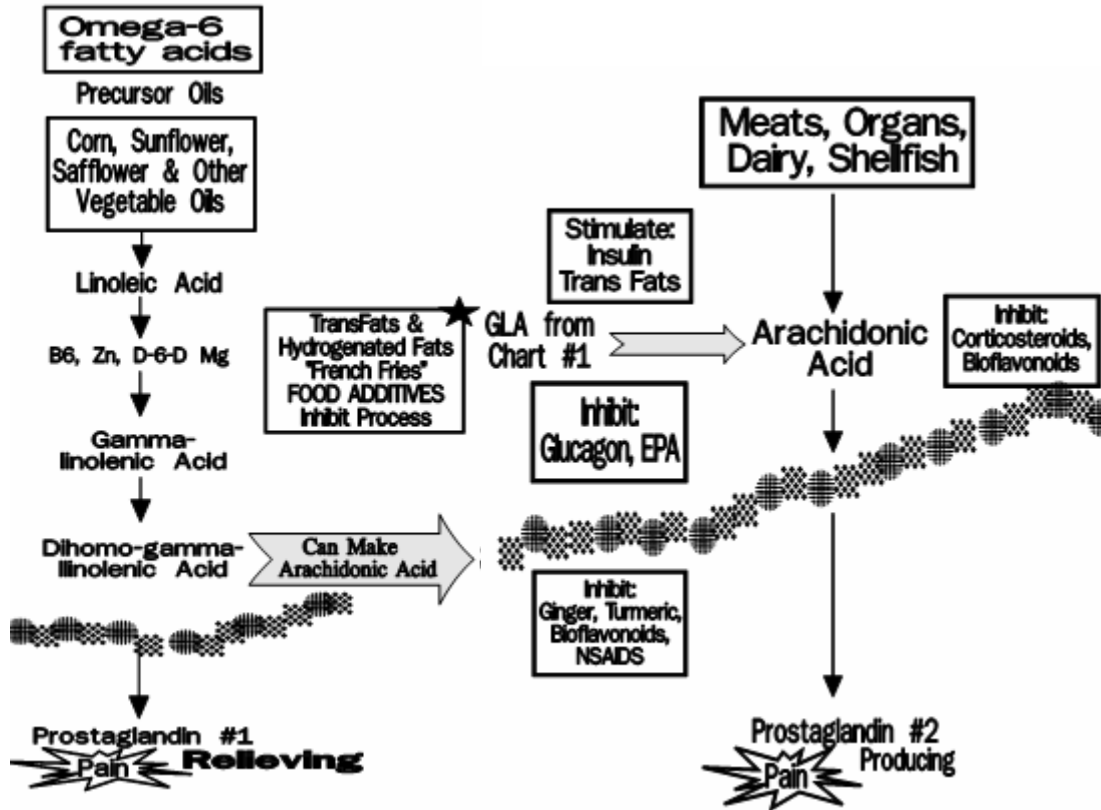 Omega-6
fatty acids
Precursor Oils
Corn, Sunflower,
Safflower & Other
Vegetable Oils
Linoleic Acid
B6, Zn, D-6-D Mg
Gamma-
linolenic Acid
Dihomo-gamma-
llinolenic Acid
Can Make
Arachidonic Acid
Prostaglandin #1
Pain Relieving
TransFats &
Hydrogenated Fats
"French Fries"
FOOD ADDITIVES
Inhibit Process
Stimulate:
Insulin
Trans Fats
GLA from
Chart #1
Inhibit:
Glucagon, EPA
Inhibit:
Ginger, Turmeric,
Bioflavonoids,
NSAIDS
Meats, Organs,
Dairy, Shellfish
Arachidonic
Acid
Inhibit:
Corticosteroids,
Bioflavonoids
Prostaglandin #2
Producing
Pain